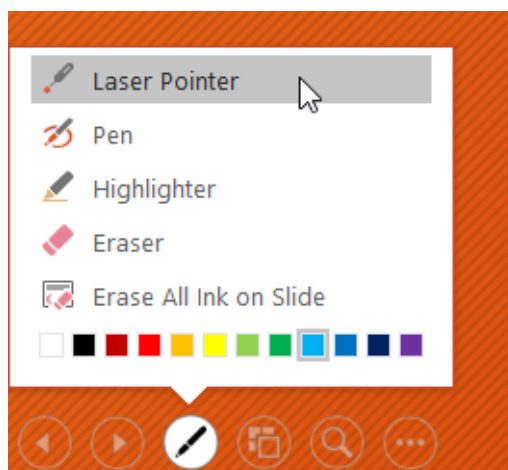 Laser Pointer
Pen
Highlighter
Eraser
Erase All Ink on Slide